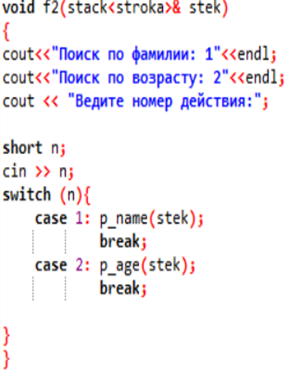 void f2(stack<stroka>& stek)
{
cout<<"Поиск по фамилии: 1"<<endl;
cout<<"Поиск по возрасту: 2"<<endl;
cout << "Ведите номер действия:";
short n;
cin >> n;
switch (n){
case 1: p_name(stek);
break;
case 2: p_age(stek);
break;
}
}